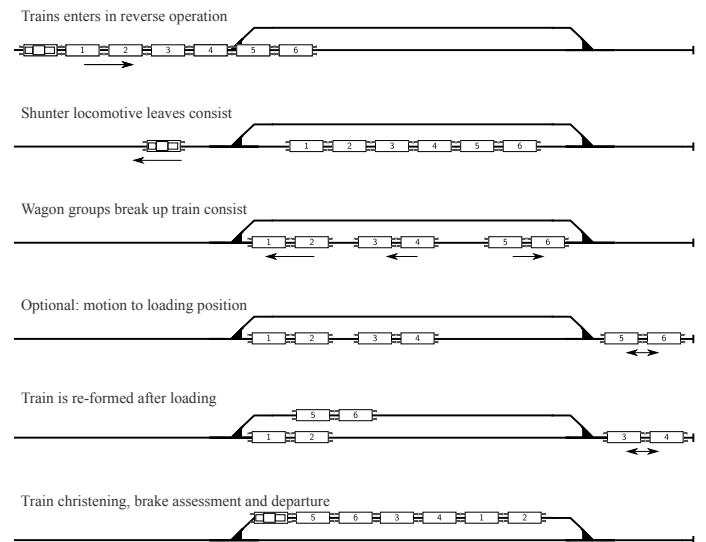 Trains enters in reverse operation
1 2 3 4 5 6
Shunter locomotive leaves consist
1 2 3 4 5 6
Wagon groups break up train consist
1 2 3 4 5 6
Optional: motion to loading position
1 2 3 4 5 6
Train is re-formed after loading
5 6
1 2 3 4
Train christening, brake assessment and departure
5 6 3 4 1 2